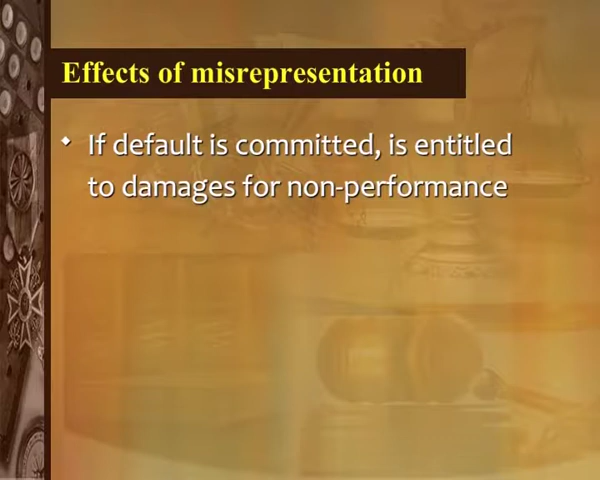 Effects of misrepresentation
If default is committed, is entitled
to damages for non-performance